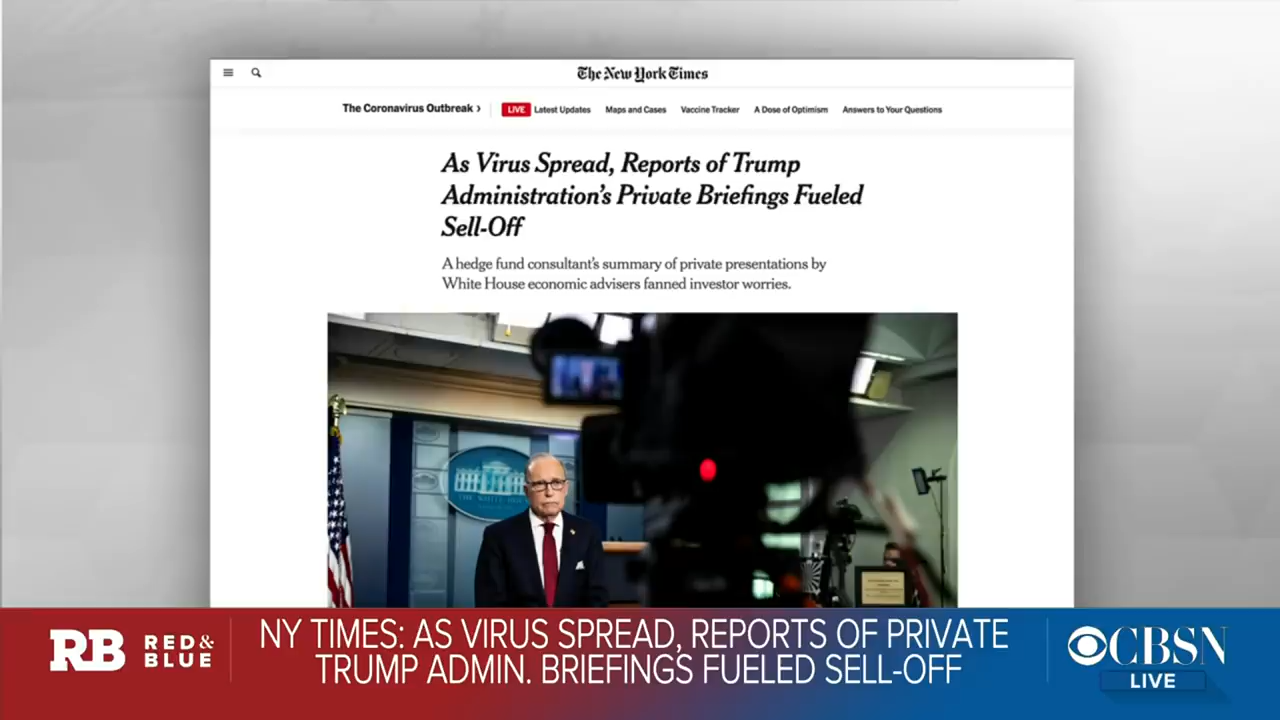 The New York Times
The Coronavirus Outbreak › LIVE Latest Updates Maps and Cases Vaccine Tracker A Dose of Optimism Answers to Your Questions
As Virus Spread, Reports of Trump
Administration's Private Briefings Fueled
Sell-Off
A hedge fund consultant's summary of private presentations by
White House economic advisers fanned investor worries.
THE WHITE
RB RED&
BLUE
NY TIMES: AS VIRUS SPREAD, REPORTS OF PRIVATE
TRUMP ADMIN. BRIEFINGS FUELED SELL-OFF
CBSN
LIVE